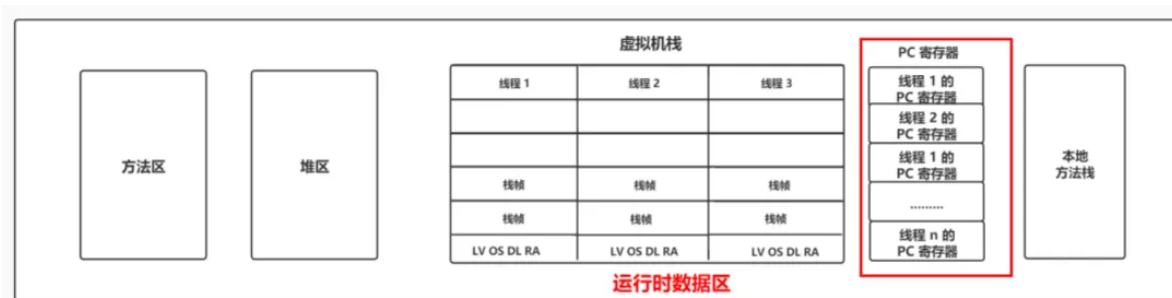 虚拟机栈
PC 寄存器
方法区
堆区
线程 1
线程 2
线程 3
栈帧
栈帧
栈帧
栈帧
栈帧
栈帧
LV OS DL RA
LV OS DL RA
LV OS DL RA
线程 1 的
PC 寄存器
线程 2 的
PC 寄存器
线程 1 的
PC 寄存器
.........
线程 n 的
PC 寄存器
本地
方法栈
运行时数据区